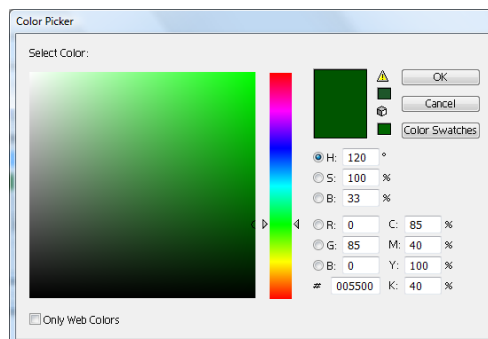 Color Picker
Select Color:
OK
Cancel
Color Swatches
H: 120 °
S: 100 %
B: 33 %
R: 0 C: 85 %
G: 85 M: 40 %
B: 0 Y: 100 %
# 005500 K: 40 %
Only Web Colors